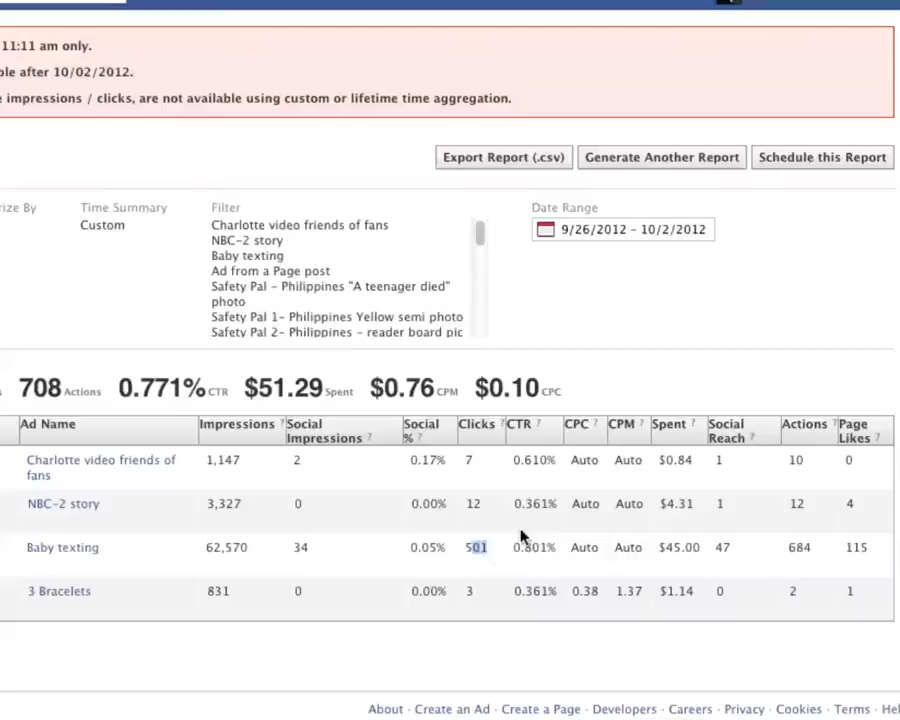 11:11 am only.
ble after 10/02/2012.
e impressions / clicks, are not available using custom or lifetime time aggregation.
Export Report (.csv) Generate Another Report Schedule this Report
rize By Time Summary Filter Date Range
Custom
Charlotte video friends of fans
9/26/2012 - 10/2/2012
NBC-2 story
Baby texting
Ad from a Page post
Safety Pal - Philippines "A teenager died"
photo
Safety Pal 1- Philippines Yellow semi photo
Safety Pal 2- Philippines - reader board pic
s 708 Actions 0.771% CTR $51.29 Spent $0.76 CPM $0.10 CPC
Ad Name Impressions ? Social Impressions ? Social % ? Clicks ? CTR ? CPC ? CPM ? Spent ? Social Reach ? Actions ? Page Likes ?
Charlotte video friends of fans 1,147 2 0.17% 7 0.610% Auto Auto $0.84 1 10 0
NBC-2 story 3,327 0 0.00% 12 0.361% Auto Auto $4.31 1 12 4
Baby texting 62,570 34 0.05% 501 0.801% Auto Auto $45.00 47 684 115
3 Bracelets 831 0 0.00% 3 0.361% 0.38 1.37 $1.14 0 2 1
About · Create an Ad · Create a Page · Developers · Careers · Privacy · Cookies · Terms · Hel